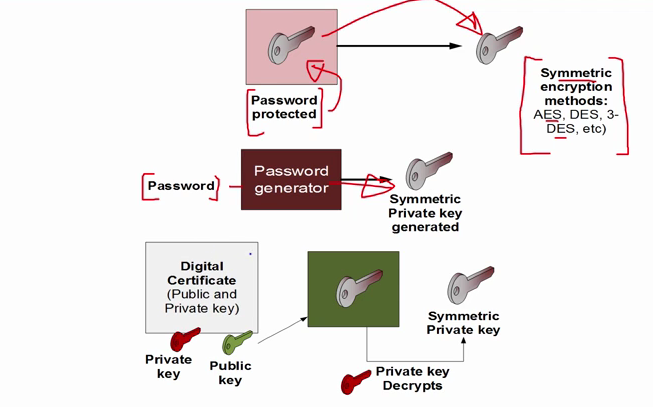 Password
protected
Symmetric
encryption
methods:
AES, DES, 3-
DES, etc)
Password
Password
generator
Symmetric
Private key
generated
Digital
Certificate
(Public and
Private key)
Private
key
Public
key
Symmetric
Private key
Private key
Decrypts